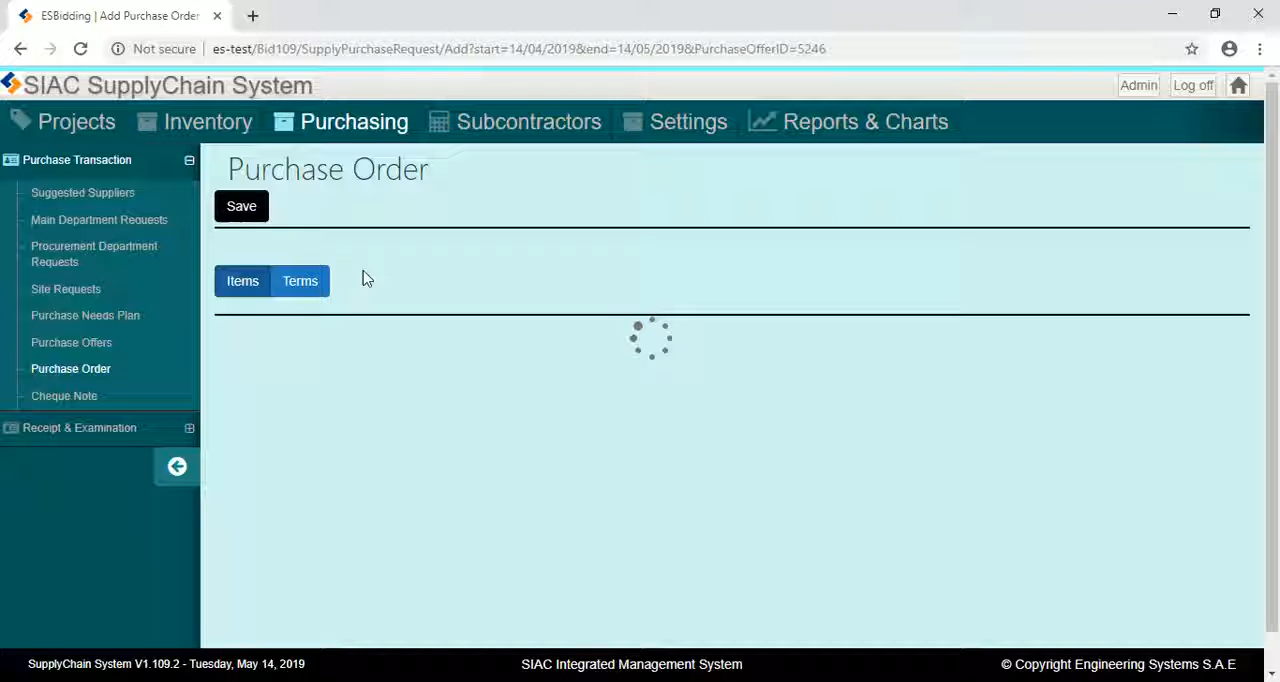 ESBidding | Add Purchase Order
Not secure | es-test/Bid109/SupplyPurchaseRequest/Add?start=14/04/2019&end=14/05/2019&PurchaseOfferID=5246
SIAC SupplyChain System
Admin
Log off
Projects
Inventory
Purchasing
Subcontractors
Settings
Reports & Charts
Purchase Transaction
Suggested Suppliers
Main Department Requests
Procurement Department
Requests
Site Requests
Purchase Needs Plan
Purchase Offers
Purchase Order
Cheque Note
Receipt & Examination
Purchase Order
Save
Items
Terms
SupplyChain System V1.109.2 - Tuesday, May 14, 2019
SIAC Integrated Management System
© Copyright Engineering Systems S.A.E